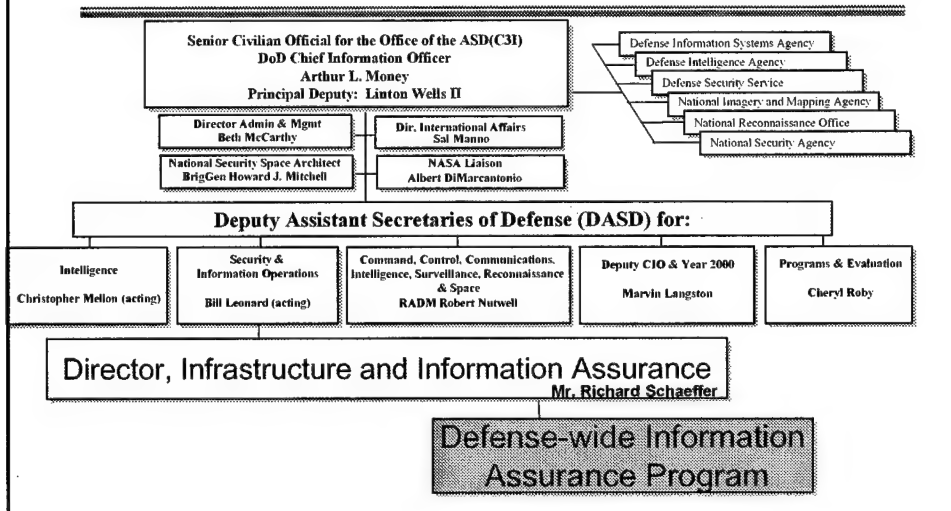 Senior Civilian Official for the Office of the ASD(C3I)
DoD Chief Information Officer
Arthur L. Money
Principal Deputy: Linton Wells II
Defense Information Systems Agency
Defense Intelligence Agency
Defense Security Service
National Imagery and Mapping Agency
National Reconnaissance Office
National Security Agency
Director Admin & Mgmt
Beth McCarthy
Dir. International Affairs
Sal Manno
National Security Space Architect
BrigGen Howard J. Mitchell
NASA Liaison
Albert DiMarcantonio
Deputy Assistant Secretaries of Defense (DASD) for:
Intelligence
Christopher Mellon (acting)
Security &
Information Operations
Bill Leonard (acting)
Command, Control, Communications,
Intelligence, Surveillance, Reconnaissance
& Space
RADM Robert Nutwell
Deputy CIO & Year 2000
Marvin Langston
Programs & Evaluation
Cheryl Roby
Director, Infrastructure and Information Assurance
Mr. Richard Schaeffer
Defense-wide Information
Assurance Program